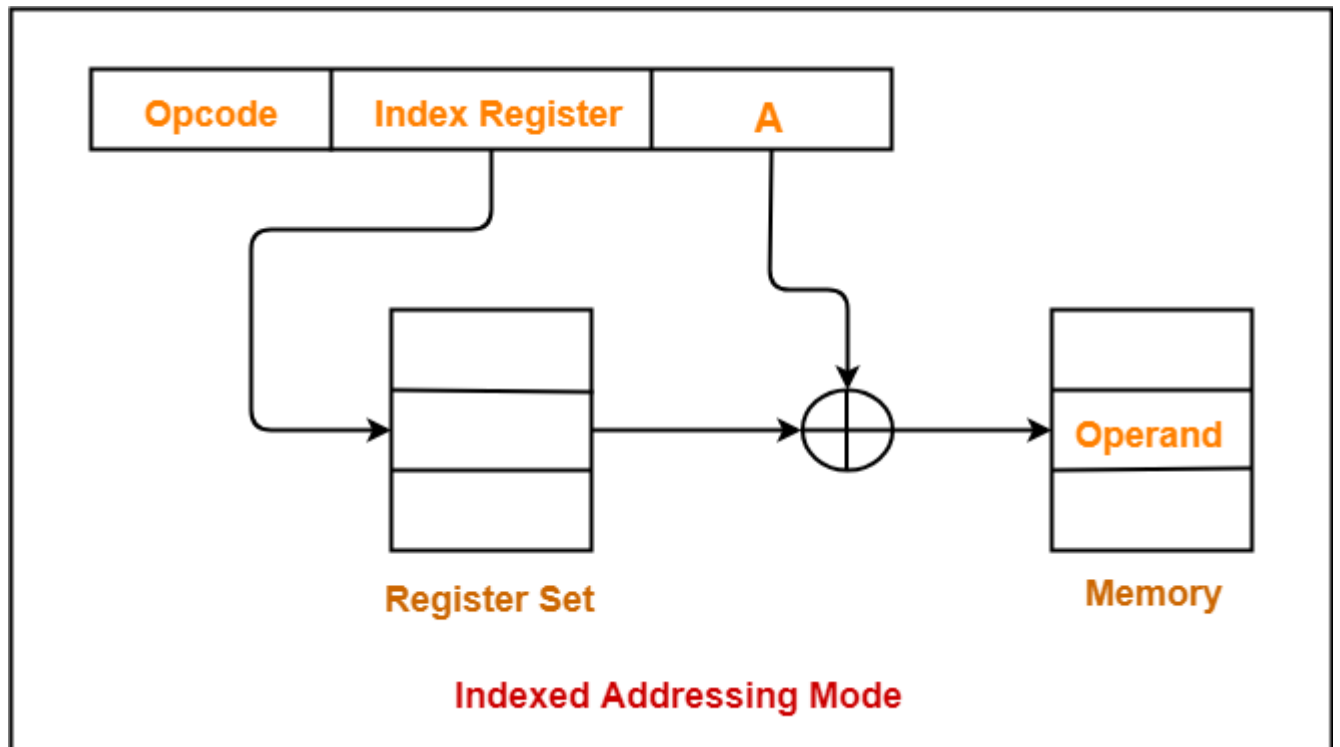 Opcode Index Register A
Operand
Register Set
Memory
Indexed Addressing Mode